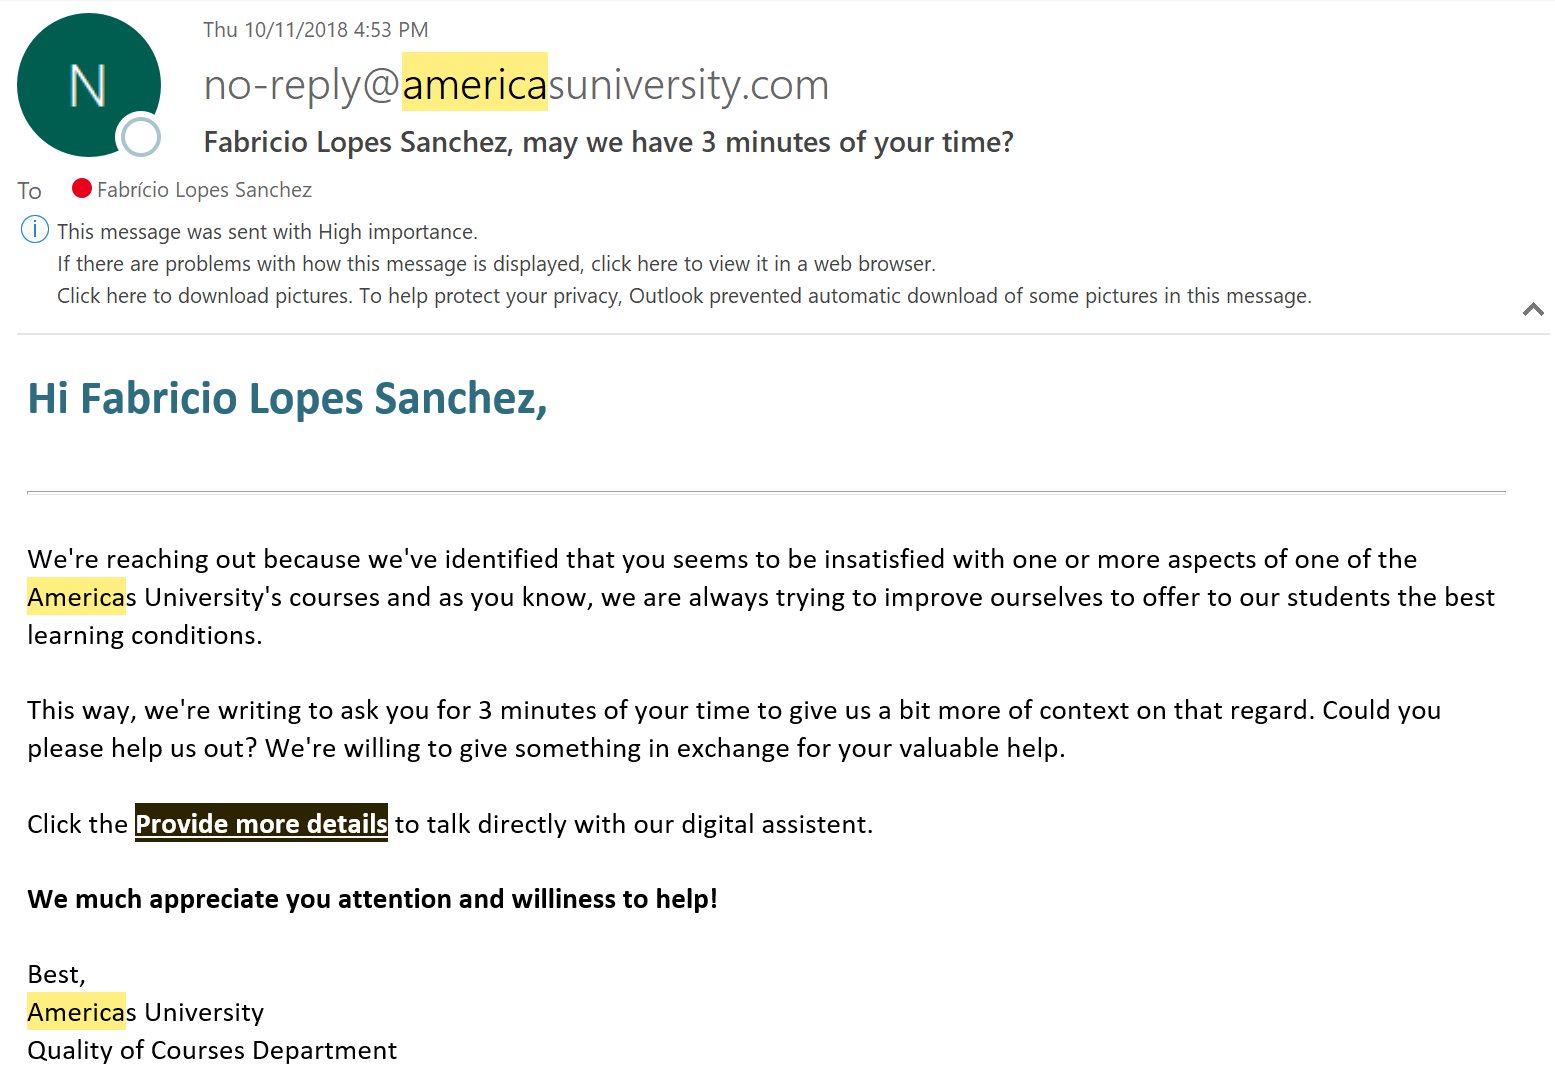 N
Thu 10/11/2018 4:53 PM
no-reply@americasuniversity.com
Fabricio Lopes Sanchez, may we have 3 minutes of your time?
To Fabrício Lopes Sanchez
This message was sent with High importance.
If there are problems with how this message is displayed, click here to view it in a web browser.
Click here to download pictures. To help protect your privacy, Outlook prevented automatic download of some pictures in this message.
Hi Fabricio Lopes Sanchez,
We're reaching out because we've identified that you seems to be insatisfied with one or more aspects of one of the
Americas University's courses and as you know, we are always trying to improve ourselves to offer to our students the best
learning conditions.
This way, we're writing to ask you for 3 minutes of your time to give us a bit more of context on that regard. Could you
please help us out? We're willing to give something in exchange for your valuable help.
Click the Provide more details to talk directly with our digital assistent.
We much appreciate you attention and williness to help!
Best,
Americas University
Quality of Courses Department